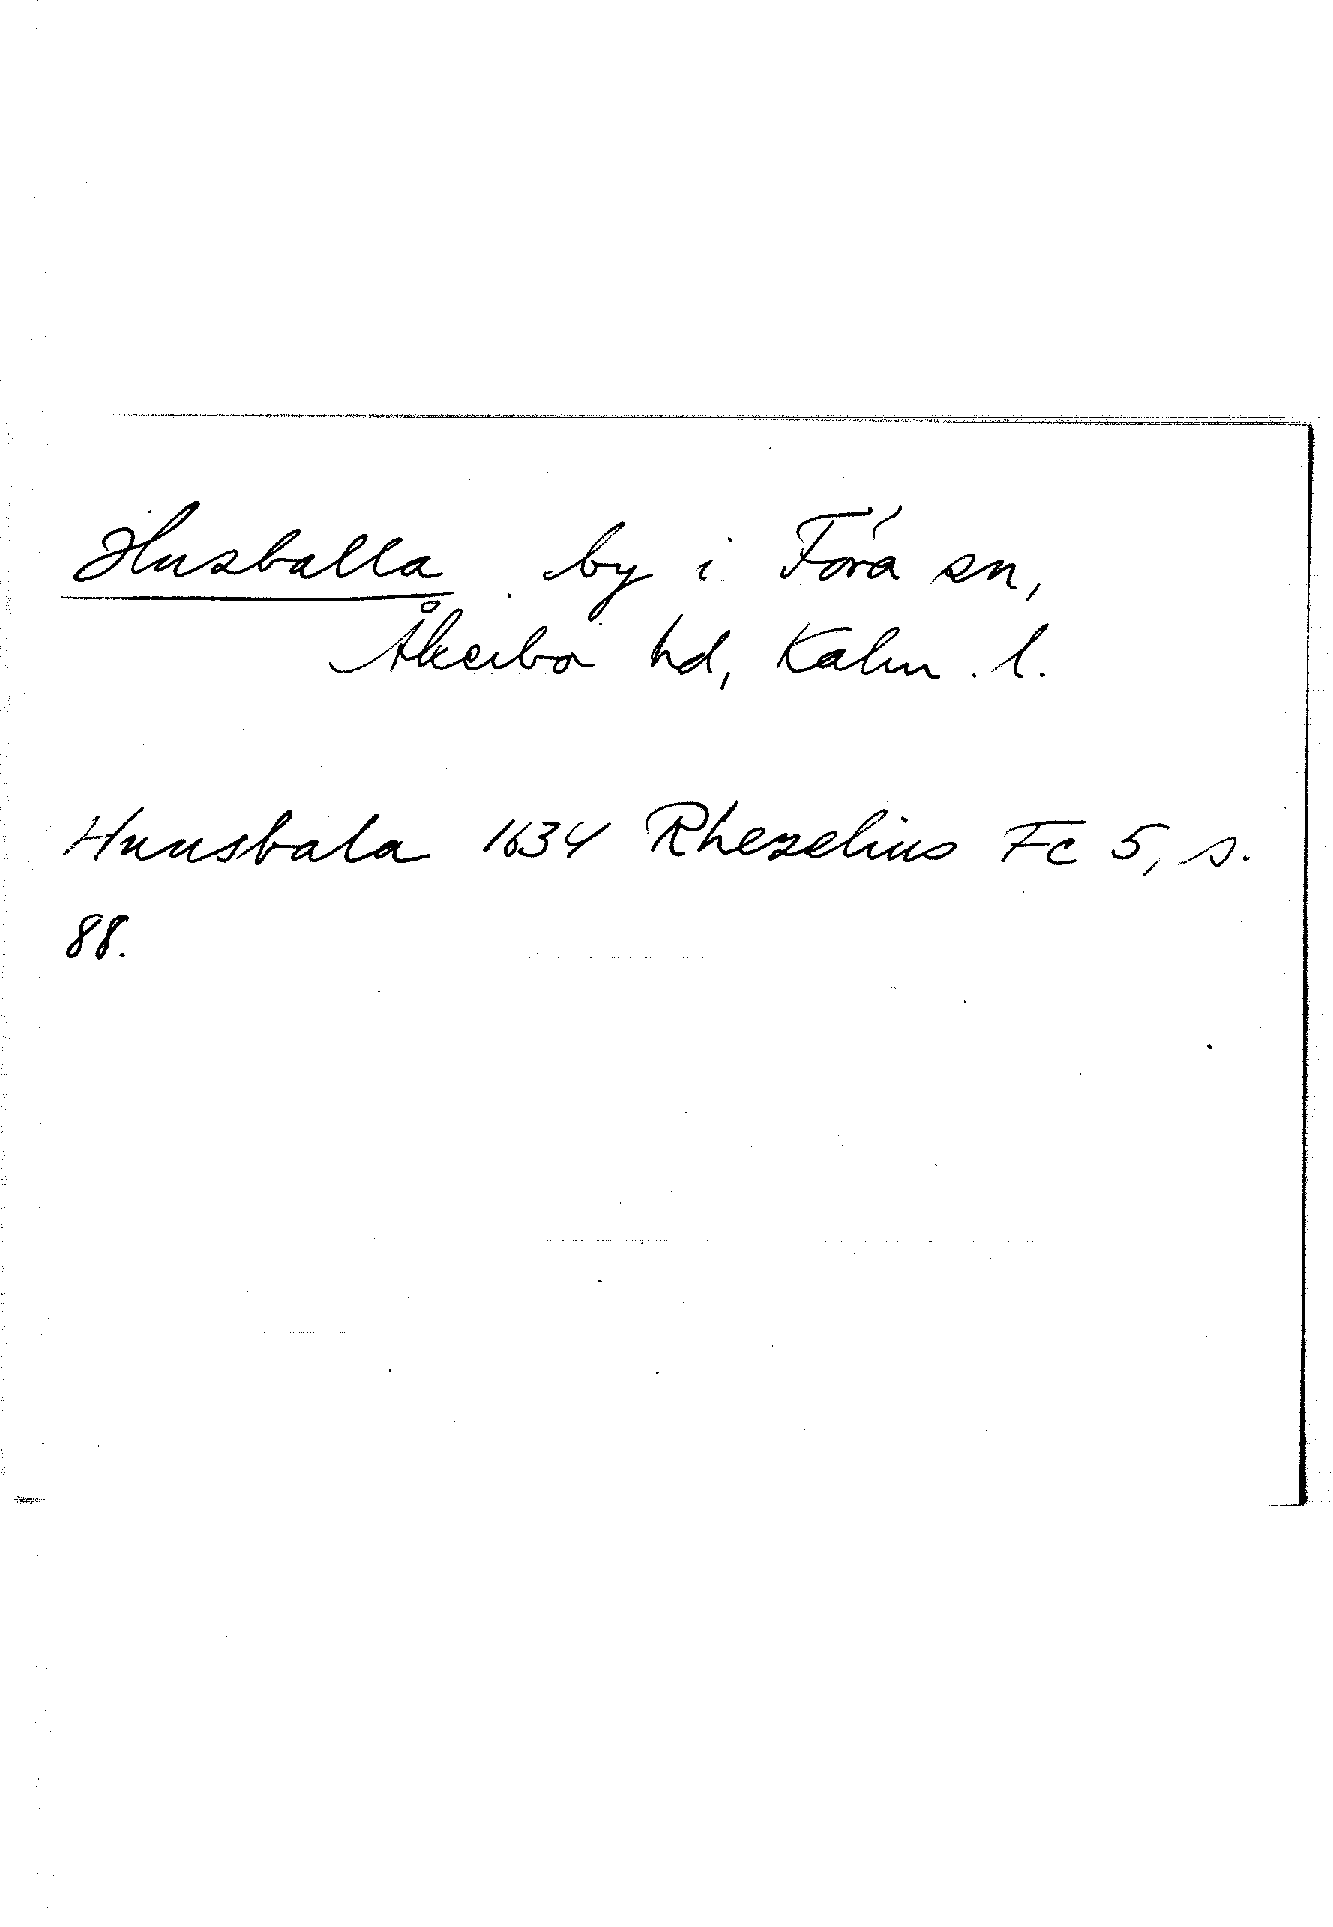 Husballa by i Föra sn,
Åkerbo hd, Kalm. l.
Huusbala 1634 Rhezelius Fc 5, s.
88.